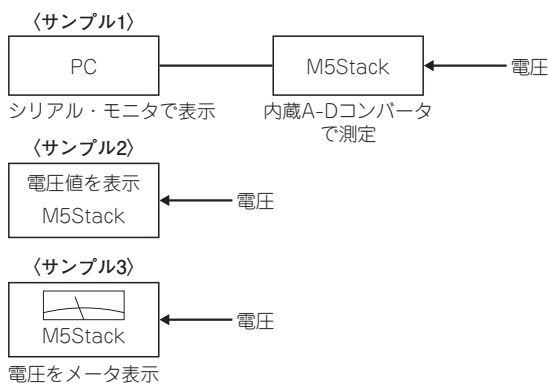 〈サンプル1〉
PC
M5Stack
電圧
シリアル・モニタで表示
内蔵A-Dコンバータ
で測定
〈サンプル2〉
電圧値を表示
M5Stack
電圧
〈サンプル3〉
M5Stack
電圧
電圧をメータ表示